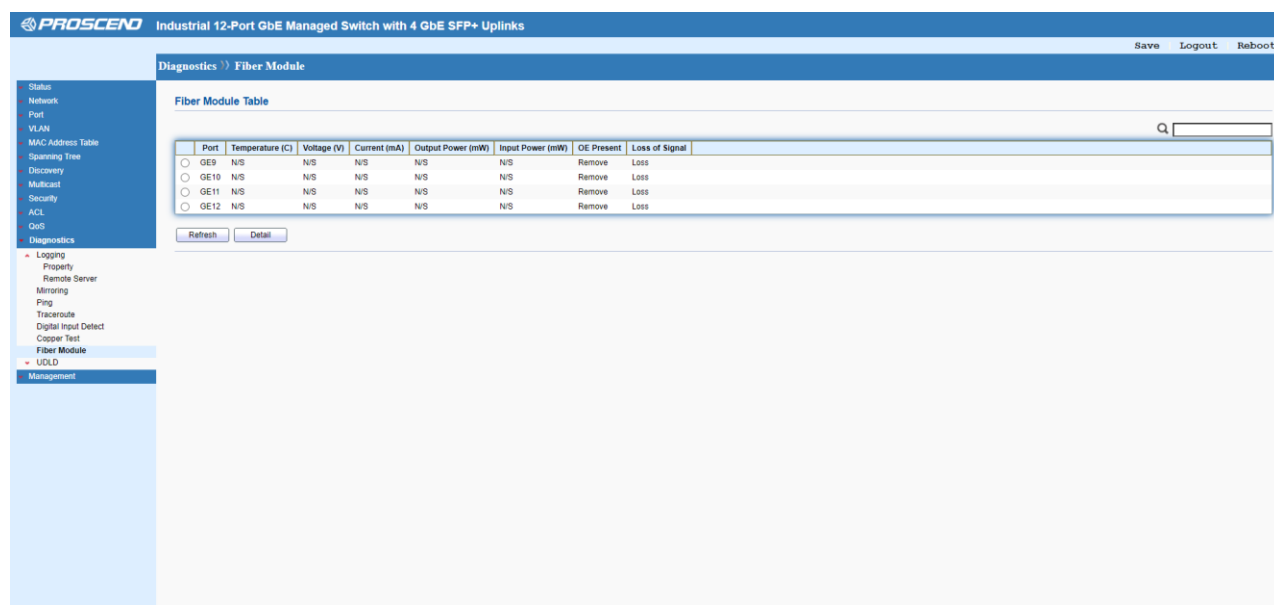 PROSCEND Industrial 12-Port GbE Managed Switch with 4 GbE SFP+ Uplinks
Save Logout Reboot
Diagnostics 》 Fiber Module
Status
Network
Port
VLAN
MAC Address Table
Spanning Tree
Discovery
Multicast
Security
ACL
QoS
Diagnostics
Logging
Property
Remote Server
Mirroring
Ping
Traceroute
Digital Input Detect
Copper Test
Fiber Module
UDLD
Management
Fiber Module Table
Port Temperature (C) Voltage (V) Current (mA) Output Power (mW) Input Power (mW) OE Present Loss of Signal
GE9 N/S N/S N/S N/S N/S Remove Loss
GE10 N/S N/S N/S N/S N/S Remove Loss
GE11 N/S N/S N/S N/S N/S Remove Loss
GE12 N/S N/S N/S N/S N/S Remove Loss
Refresh Detail